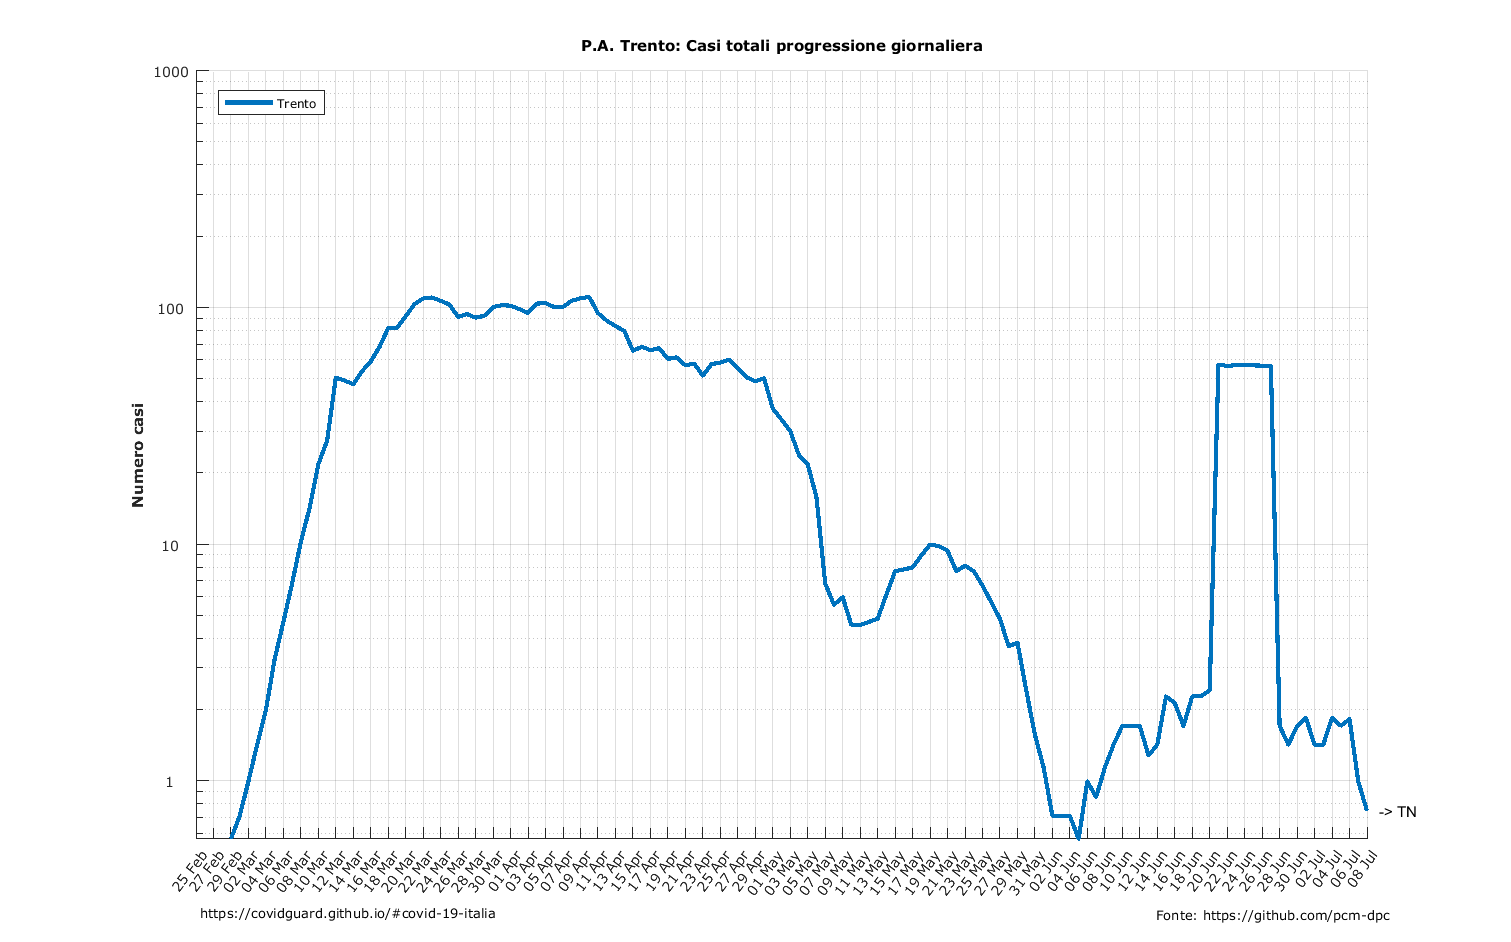 P.A. Trento: Casi totali progressione giornaliera
1000
Trento
100
Numero casi
10
1
-> TN
25 Feb
27 Feb
29 Feb
02 Mar
04 Mar
06 Mar
08 Mar
10 Mar
12 Mar
14 Mar
16 Mar
18 Mar
20 Mar
22 Mar
24 Mar
26 Mar
28 Mar
30 Mar
01 Apr
03 Apr
05 Apr
07 Apr
09 Apr
11 Apr
13 Apr
15 Apr
17 Apr
19 Apr
21 Apr
23 Apr
25 Apr
27 Apr
29 Apr
01 May
03 May
05 May
07 May
09 May
11 May
13 May
15 May
17 May
19 May
21 May
23 May
25 May
27 May
29 May
31 May
02 Jun
04 Jun
06 Jun
08 Jun
10 Jun
12 Jun
14 Jun
16 Jun
18 Jun
20 Jun
22 Jun
24 Jun
26 Jun
28 Jun
30 Jun
02 Jul
04 Jul
06 Jul
08 Jul
https://covidguard.github.io/#covid-19-italia
Fonte: https://github.com/pcm-dpc